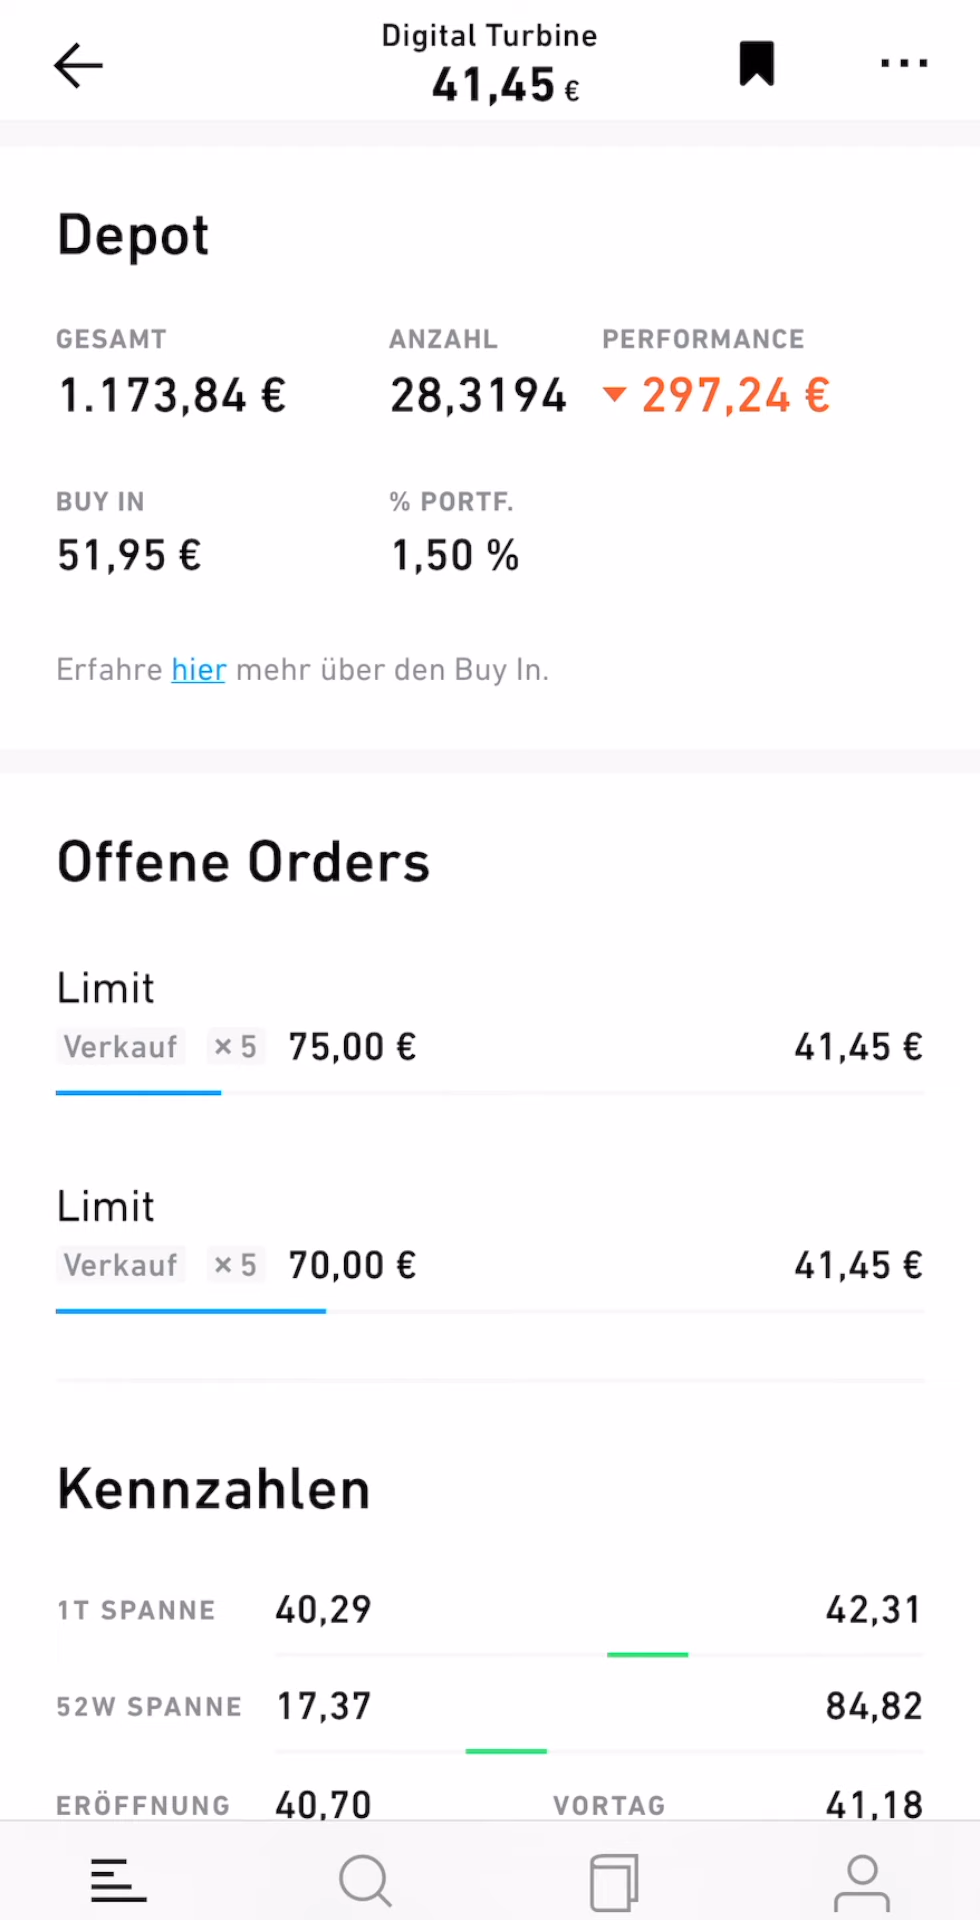 Digital Turbine
41,45 €
Depot
GESAMT ANZAHL PERFORMANCE
1.173,84 € 28,3194 297,24 €
BUY IN % PORTF.
51,95 € 1,50 %
Erfahre hier mehr über den Buy In.
Offene Orders
Limit
Verkauf × 5 75,00 € 41,45 €
Limit
Verkauf × 5 70,00 € 41,45 €
Kennzahlen
1T SPANNE 40,29 42,31
52W SPANNE 17,37 84,82
ERÖFFNUNG 40,70 VORTAG 41,18